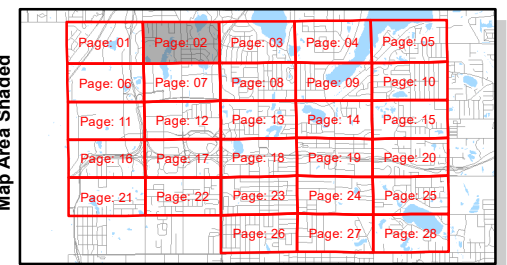 Map Area Shaded
Page: 01 Page: 02 Page: 03 Page: 04 Page: 05
Page: 06 Page: 07 Page: 08 Page: 09 Page: 10
Page: 11 Page: 12 Page: 13 Page: 14 Page: 15
Page: 16 Page: 17 Page: 18 Page: 19 Page: 20
Page: 21 Page: 22 Page: 23 Page: 24 Page: 25
Page: 26 Page: 27 Page: 28